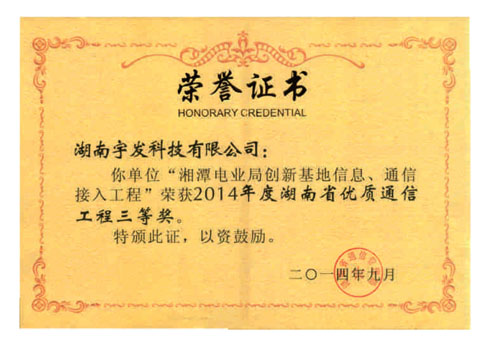 荣誉证书
HONORARY CREDENTIAL
湖南宇发科技有限公司：
你单位“湘潭电业局创新基地信息、通信
接入工程”荣获2014年度湖南省优质通信
工程三等奖。
特颁此证，以资鼓励。
二〇一四年九月